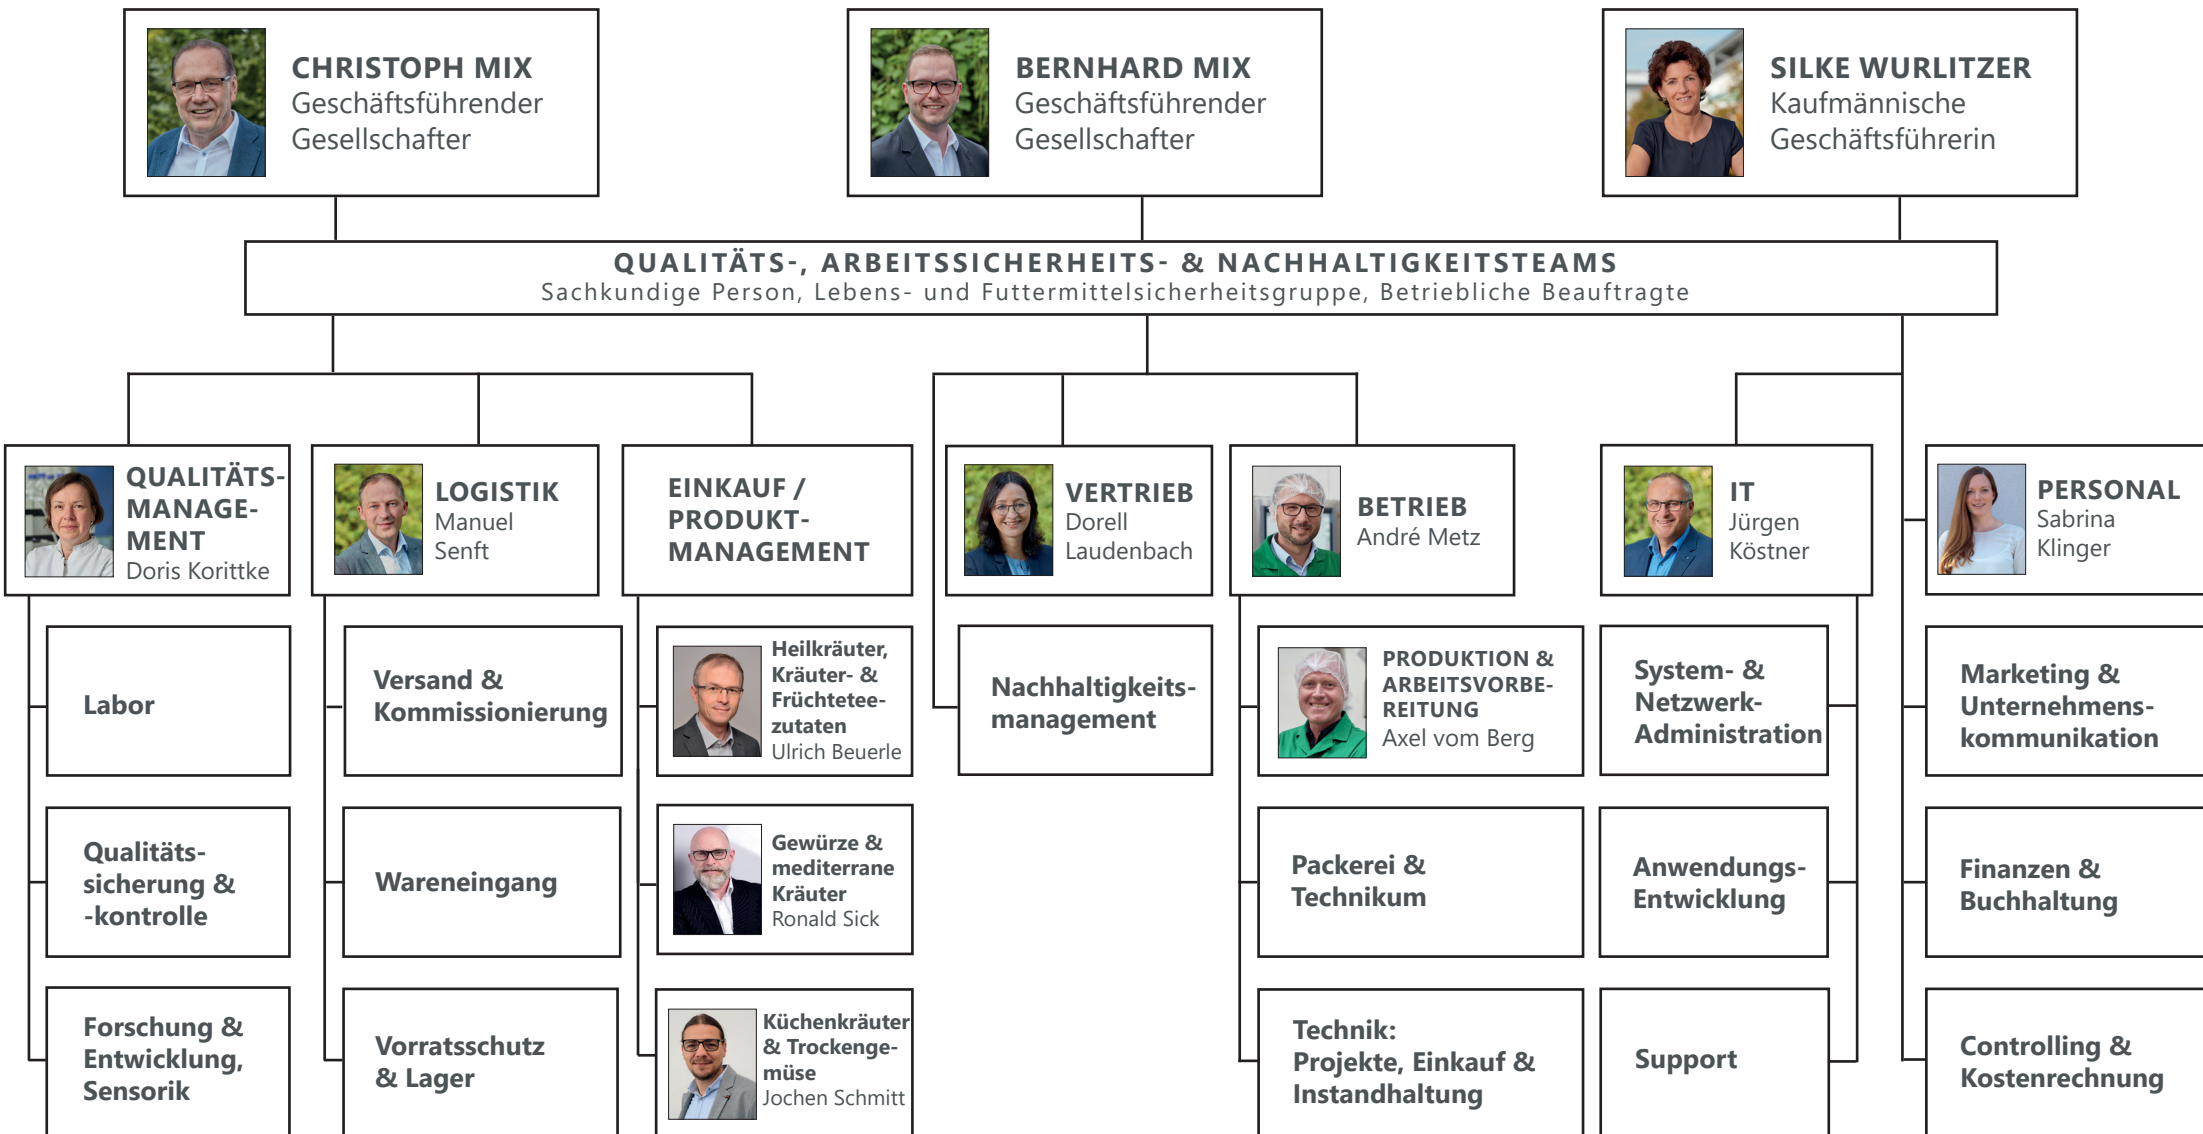 CHRISTOPH MIX
Geschäftsführender
Gesellschafter
BERNHARD MIX
Geschäftsführender
Gesellschafter
SILKE WURLITZER
Kaufmännische
Geschäftsführerin
QUALITÄTS-, ARBEITSSICHERHEITS- & NACHHALTIGKEITSTEAMS
Sachkundige Person, Lebens- und Futtermittelsicherheitsgruppe, Betriebliche Beauftragte
QUALITÄTS-
MANAGE-
MENT
Doris Korittke
LOGISTIK
Manuel
Senft
EINKAUF /
PRODUKT-
MANAGEMENT
VERTRIEB
Dorell
Laudenbach
BETRIEB
André Metz
IT
Jürgen
Köstner
PERSONAL
Sabrina
Klinger
Labor
Versand &
Kommissionierung
Heilkräuter,
Kräuter- &
Früchtetee-
zutaten
Ulrich Beuerle
Nachhaltigkeits-
management
PRODUKTION &
ARBEITSVORBE-
REITUNG
Axel vom Berg
System- &
Netzwerk-
Administration
Marketing &
Unternehmens-
kommunikation
Qualitäts-
sicherung &
-kontrolle
Wareneingang
Gewürze &
mediterrane
Kräuter
Ronald Sick
Packerei &
Technikum
Anwendungs-
Entwicklung
Finanzen &
Buchhaltung
Forschung &
Entwicklung,
Sensorik
Vorratsschutz
& Lager
Küchenkräuter
& Trockenge-
müse
Jochen Schmitt
Technik:
Projekte, Einkauf &
Instandhaltung
Support
Controlling &
Kostenrechnung